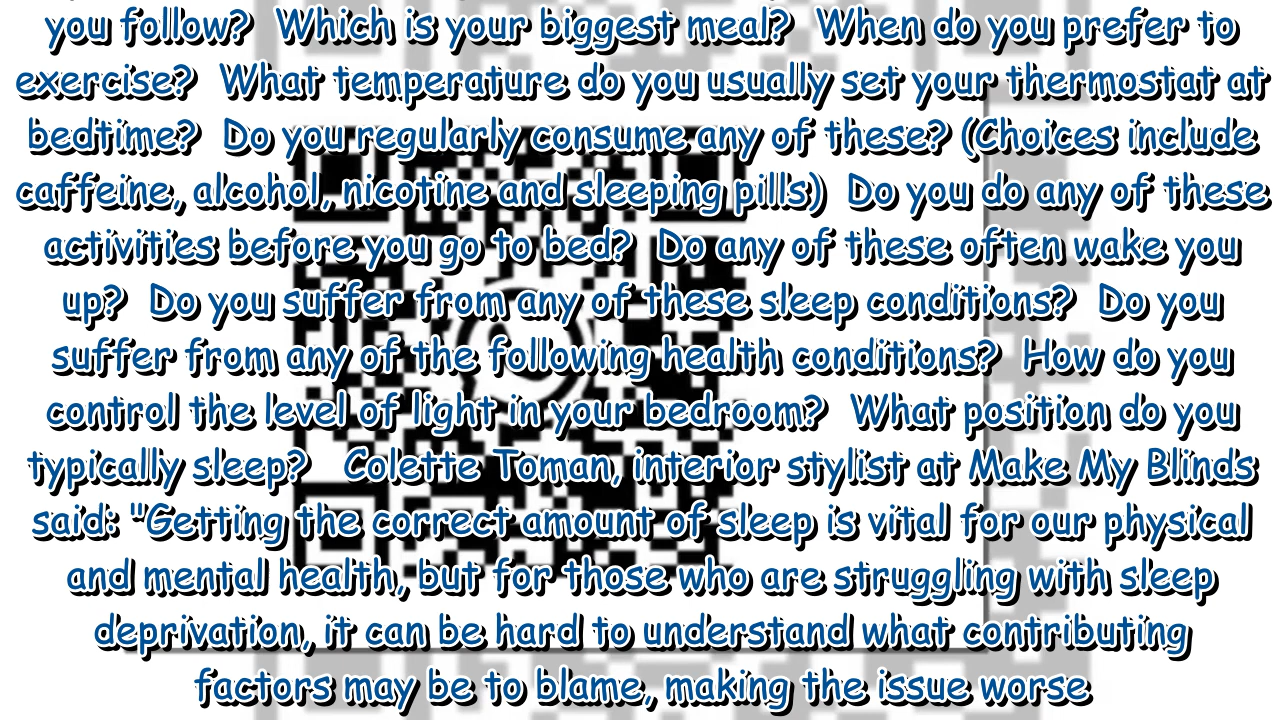 you follow? Which is your biggest meal? When do you prefer to
exercise? What temperature do you usually set your thermostat at
bedtime? Do you regularly consume any of these? (Choices include
caffeine, alcohol, nicotine and sleeping pills) Do you do any of these
activities before you go to bed? Do any of these often wake you
up? Do you suffer from any of these sleep conditions? Do you
suffer from any of the following health conditions? How do you
control the level of light in your bedroom? What position do you
typically sleep? Colette Toman, interior stylist at Make My Blinds
said: "Getting the correct amount of sleep is vital for our physical
and mental health, but for those who are struggling with sleep
deprivation, it can be hard to understand what contributing
factors may be to blame, making the issue worse